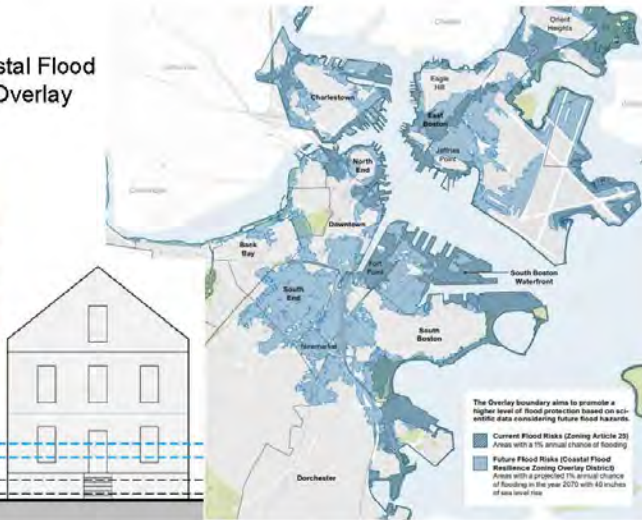 stal Flood
Overlay
Charlestown
Orient
Heights
Eagle
Hill
East
Boston
Jeffries
Point
North
End
Downtown
Back
Bay
Fort
Point
South Boston
Waterfront
South
End
South
Boston
Dorchester
The Overlay boundary aims to promote a
higher level of flood protection based on sci-
entific data considering future flood hazards.
Current Flood Risks (Zoning Article 25)
Areas with a 1% annual chance of flooding
Future Flood Risks (Coastal Flood
Resilience Zoning Overlay District)
Areas with a projected 1% annual chance
of flooding in the year 2070 with 40 inches
of sea level rise